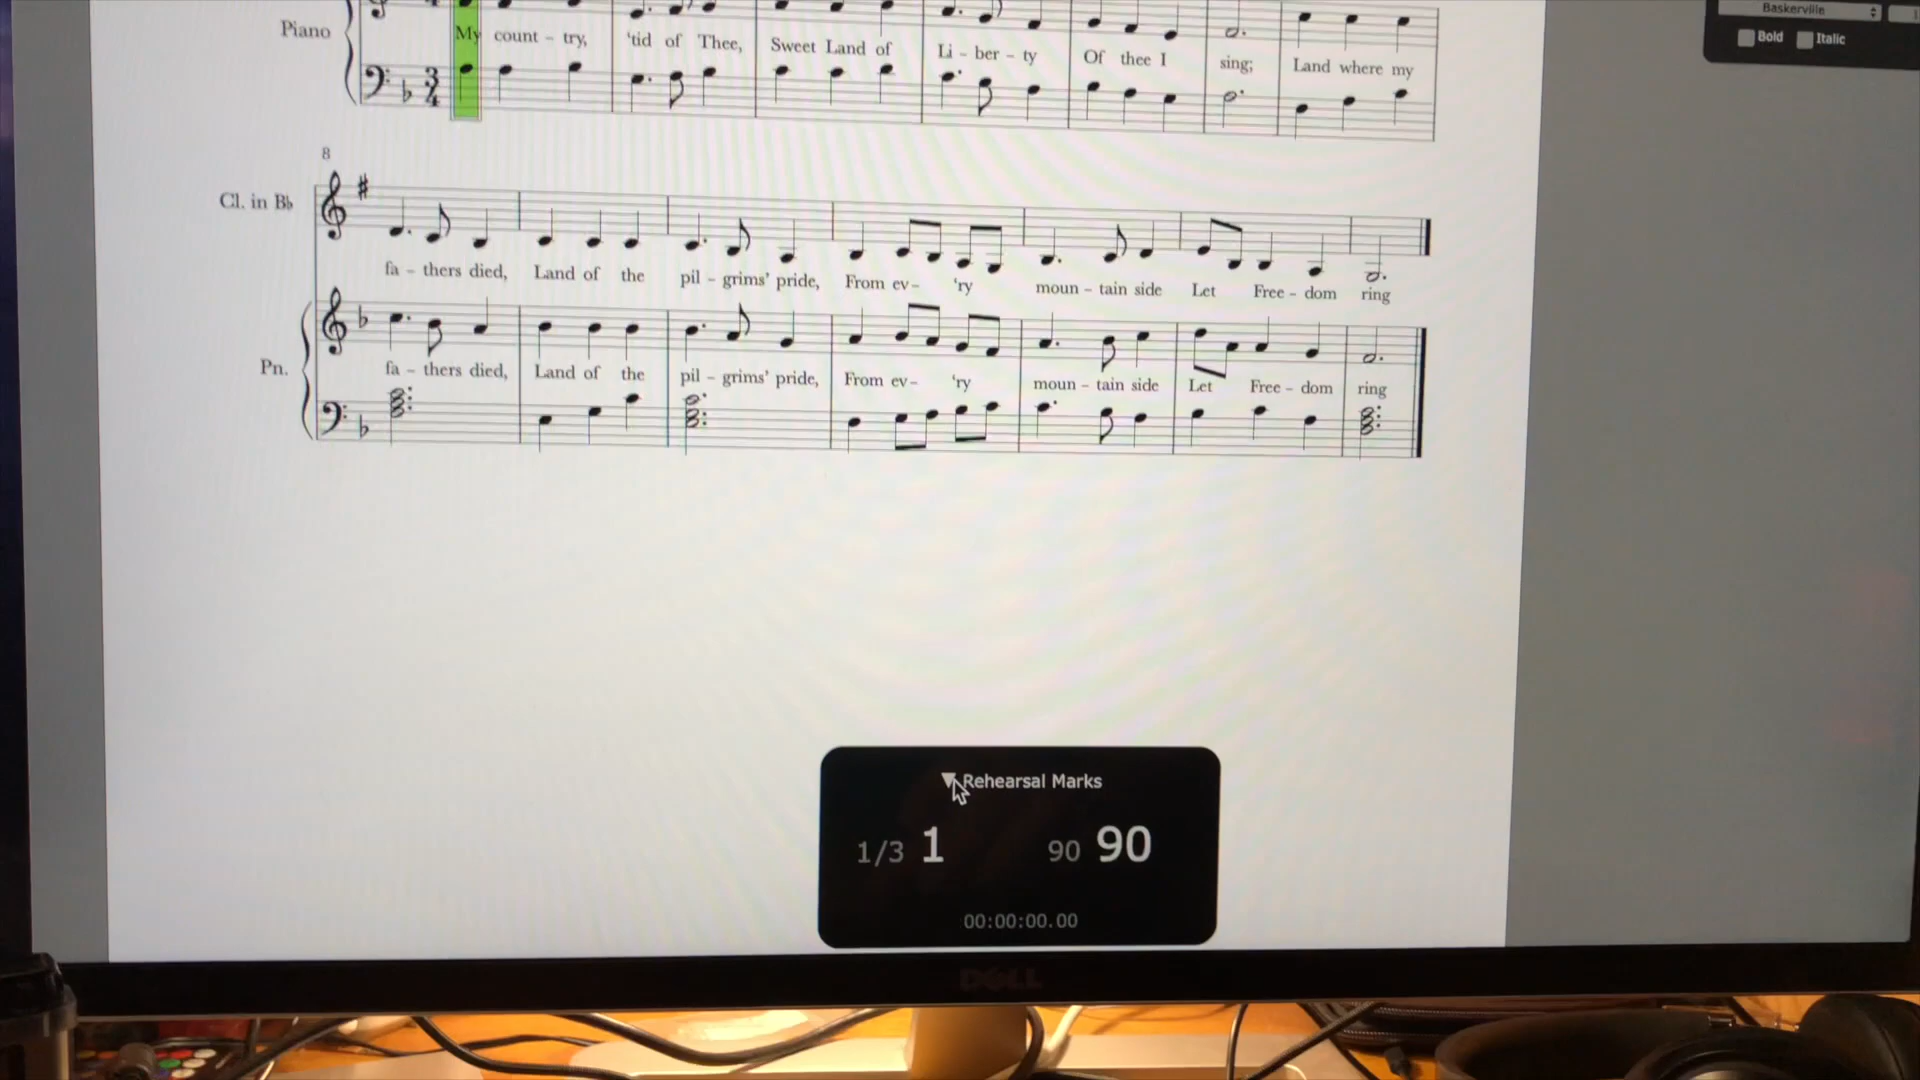 Baskerville
Bold Italic
Piano
My coun – try, 'tid of Thee, Sweet Land of Li – ber – ty Of thee I sing; Land where my
3
4
8
Cl. in B♭
fa – thers died, Land of the pil – grims' pride, From ev– 'ry moun – tain side Let Free – dom ring
Pn.
fa – thers died, Land of the pil – grims' pride, From ev– 'ry moun – tain side Let Free – dom ring
Rehearsal Marks
1/3 1 90 90
00:00:00.00
DELL